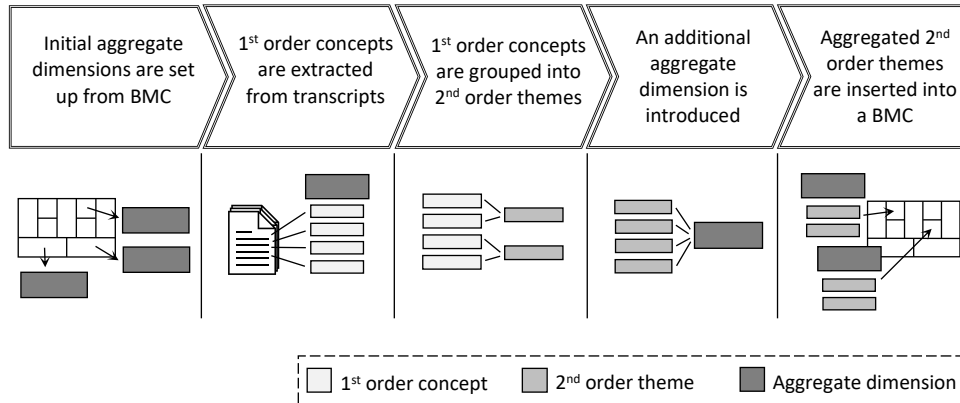 Initial aggregate
dimensions are set
up from BMC
1st order concepts
are extracted
from transcripts
1st order concepts
are grouped into
2nd order themes
An additional
aggregate
dimension is
introduced
Aggregated 2nd
order themes
are inserted into
a BMC
1st order concept
2nd order theme
Aggregate dimension